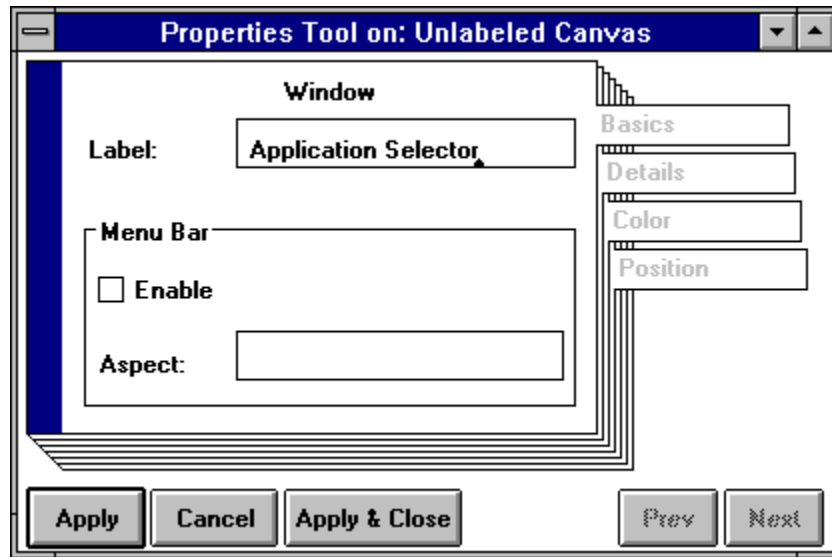 Properties Tool on: Unlabeled Canvas
Window
Label: Application Selector
Basics
Details
Color
Position
Menu Bar
Enable
Aspect:
Apply Cancel Apply & Close Prev Next